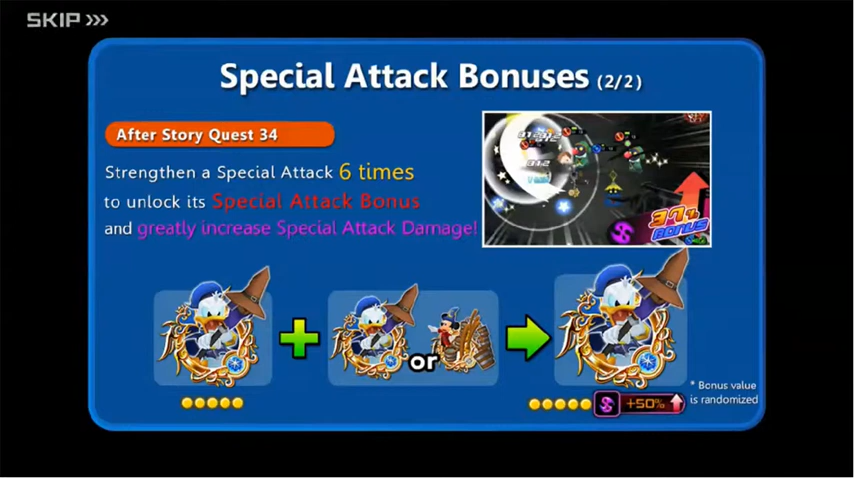 SKIP >>>
Special Attack Bonuses (2/2)
After Story Quest 34
Strengthen a Special Attack 6 times
to unlock its Special Attack Bonus
and greatly increase Special Attack Damage!
37%
BONUS
or
+50%
* Bonus value
is randomized